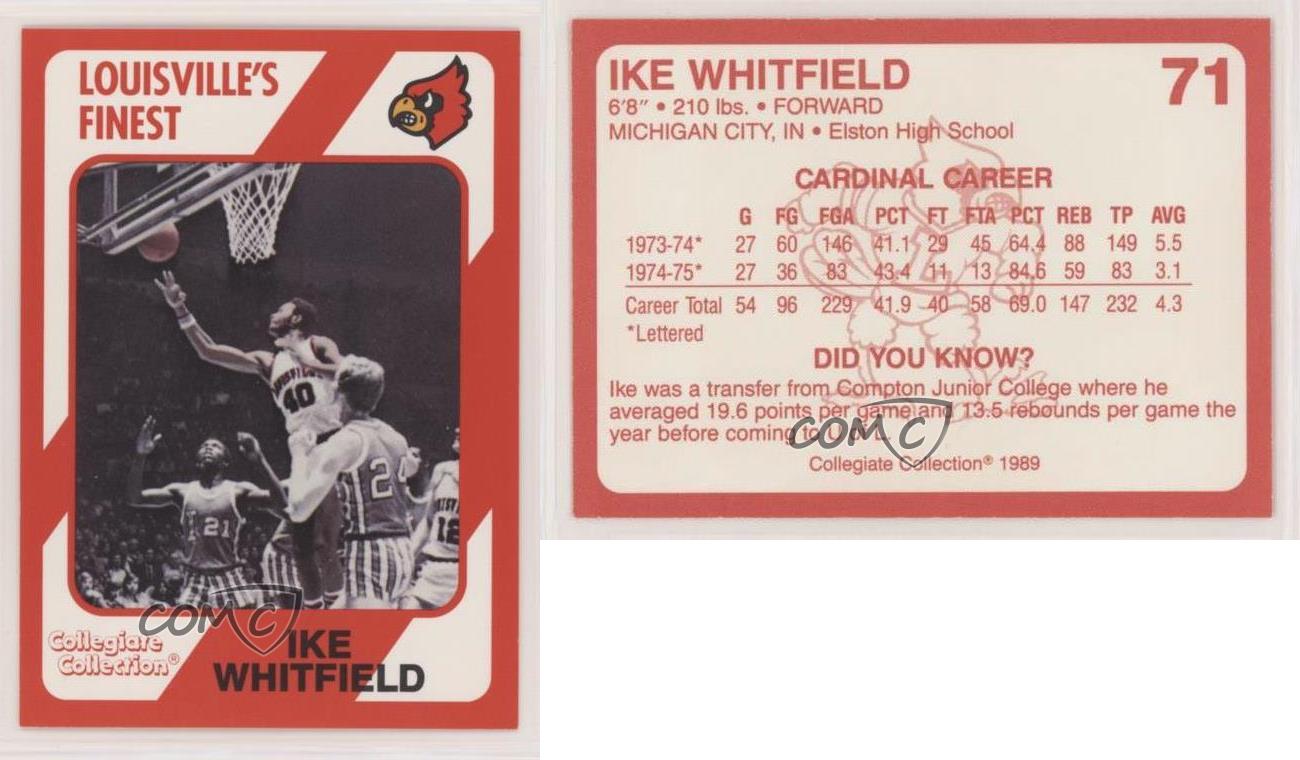 LOUISVILLE'S
FINEST
LOUISVILLE
40
21
24
12
COMC
Collegiate
Collection®
IKE
WHITFIELD
IKE WHITFIELD
71
6'8" • 210 lbs. • FORWARD
MICHIGAN CITY, IN • Elston High School
CARDINAL CAREER
G FG FGA PCT FT FTA PCT REB TP AVG
1973-74* 27 60 146 41.1 29 45 64.4 88 149 5.5
1974-75* 27 36 83 43.4 11 13 84.6 59 83 3.1
Career Total 54 96 229 41.9 40 58 69.0 147 232 4.3
*Lettered
DID YOU KNOW?
Ike was a transfer from Compton Junior College where he
averaged 19.6 points per game and 13.5 rebounds per game the
year before coming to U of L.
COMC
Collegiate Collection® 1989